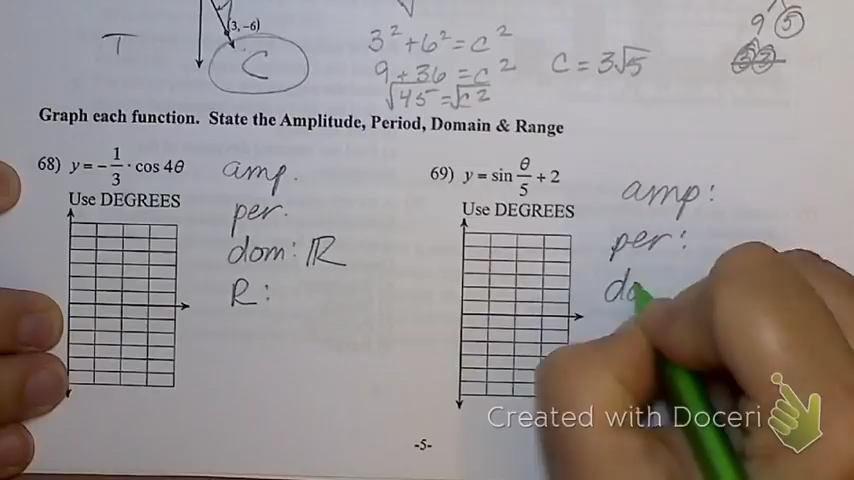 (3, -6)
T
C
3² + 6² = c²
9 + 36 = c²
√45 = √c²
c = 3√5
9 5
3 3
Graph each function. State the Amplitude, Period, Domain & Range
68) y = - 1/3 · cos 4θ
Use DEGREES
amp.
per.
dom: ℝ
R:
69) y = sin θ/5 + 2
Use DEGREES
amp:
per:
do
-5-
Created with Doceri